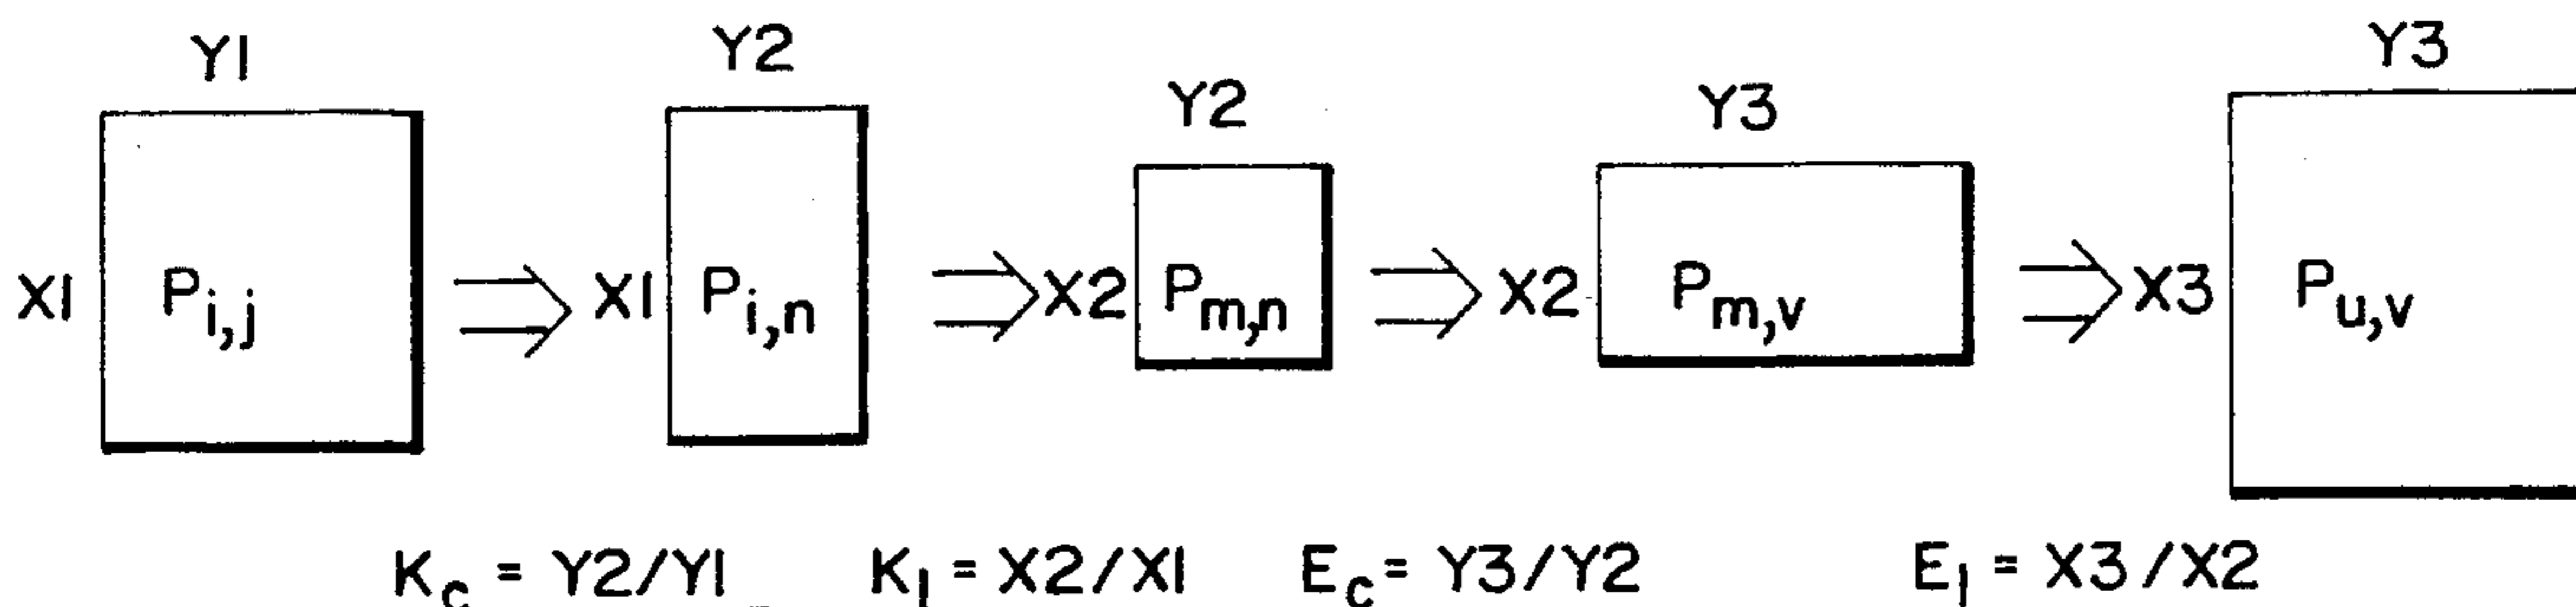 Y1 Y2 Y2 Y3 Y3
X1 P_{i,j} X1 P_{i,n} X2 P_{m,n} X2 P_{m,v} X3 P_{u,v}
K_c = Y2/Y1 K_l = X2/X1 E_c = Y3/Y2 E_l = X3/X2